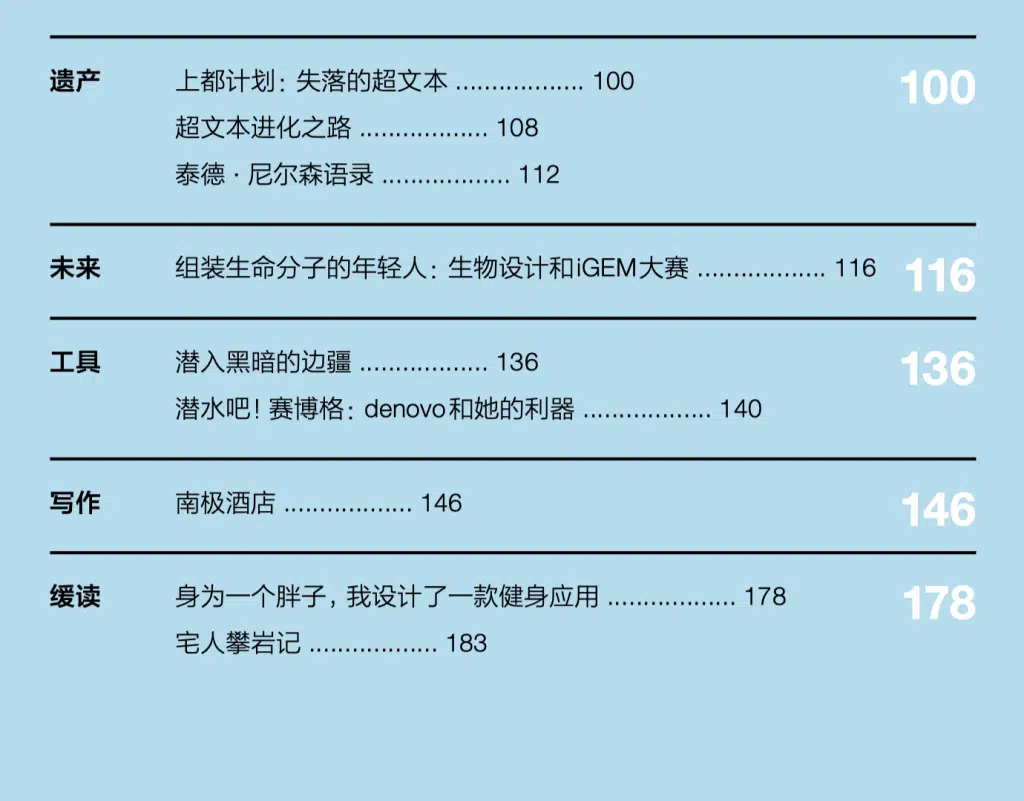 遗产 上都计划：失落的超文本 .................. 100 100
超文本进化之路 .................. 108
泰德·尼尔森语录 .................. 112
未来 组装生命分子的年轻人：生物设计和iGEM大赛 .................. 116 116
工具 潜入黑暗的边疆 .................. 136 136
潜水吧！赛博格：denovo和她的利器 .................. 140
写作 南极酒店 .................. 146 146
缓读 身为一个胖子，我设计了一款健身应用 .................. 178 178
宅人攀岩记 .................. 183